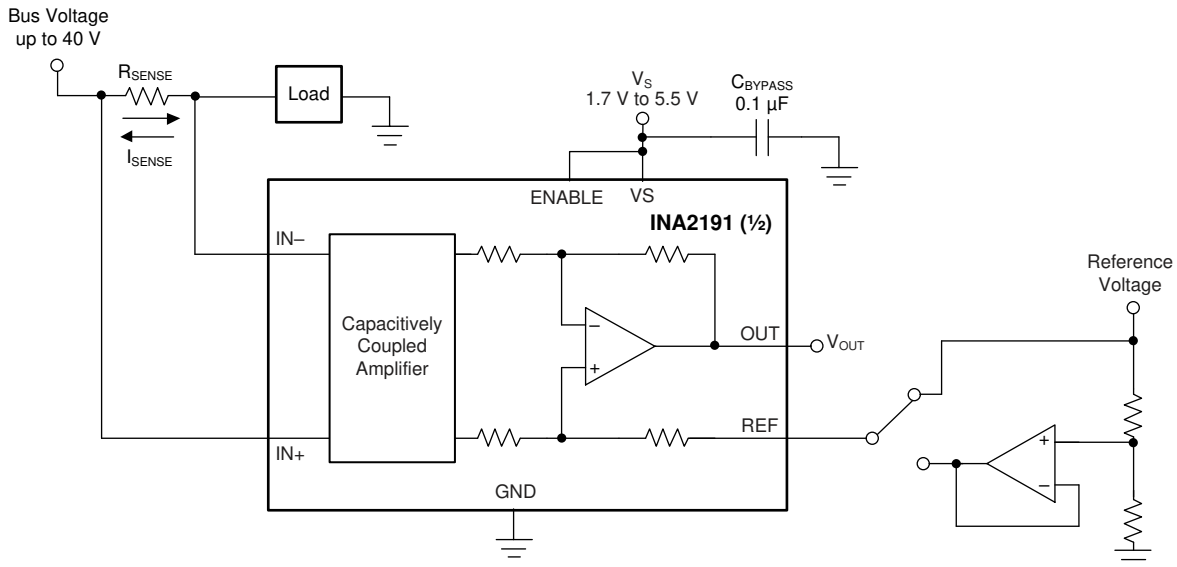 Bus Voltage
up to 40 V
RSENSE
ISENSE
Load
VS
1.7 V to 5.5 V
CBYPASS
0.1 µF
ENABLE
VS
INA2191 (½)
IN–
Capacitively
Coupled
Amplifier
–
+
OUT
VOUT
REF
IN+
GND
Reference
Voltage
+
–